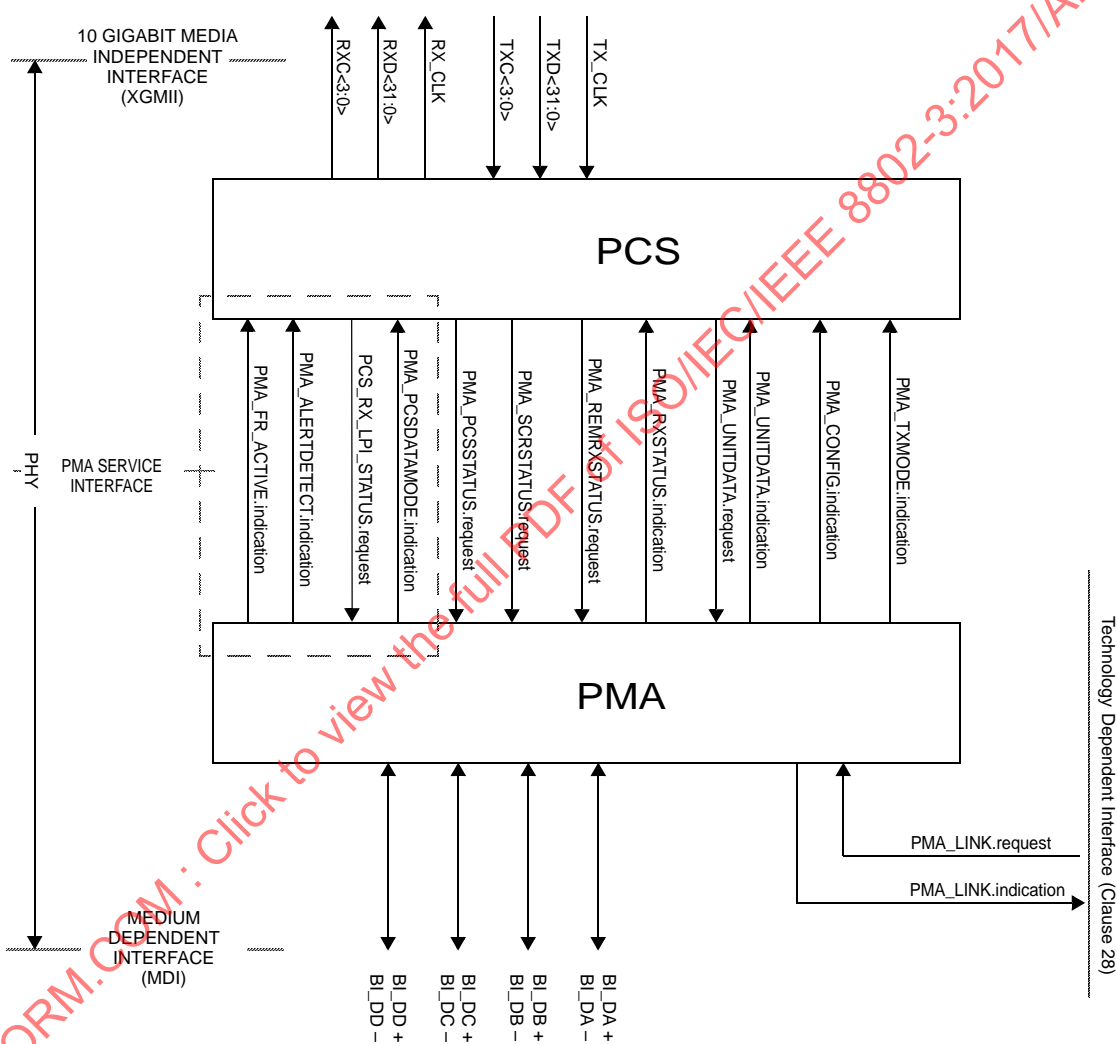 10 GIGABIT MEDIA
INDEPENDENT
INTERFACE
(XGMII)
RXC<3:0>
RXD<31:0>
RX_CLK
TXC<3:0>
TXD<31:0>
TX_CLK
PCS
PMA_FR_ACTIVE.indication
PMA_ALERTDETECT.indication
PCS_RX_LPI_STATUS.request
PMA_PCSDATAMODE.indication
PMA_PCSSTATUS.request
PMA_SCRSTATUS.request
PMA_REMRXSTATUS.request
PMA_RXSTATUS.indication
PMA_UNITDATA.request
PMA_UNITDATA.indication
PMA_CONFIG.indication
PMA_TXMODE.indication
PHY
PMA SERVICE
INTERFACE
PMA
Technology Dependent Interface (Clause 28)
PMA_LINK.request
PMA_LINK.indication
MEDIUM
DEPENDENT
INTERFACE
(MDI)
BI_DD +
BI_DD –
BI_DC +
BI_DC –
BI_DB +
BI_DB –
BI_DA +
BI_DA –
ORM.COM : Click to view the full PDF of ISO/IEC/IEEE 8802-3:2017/A